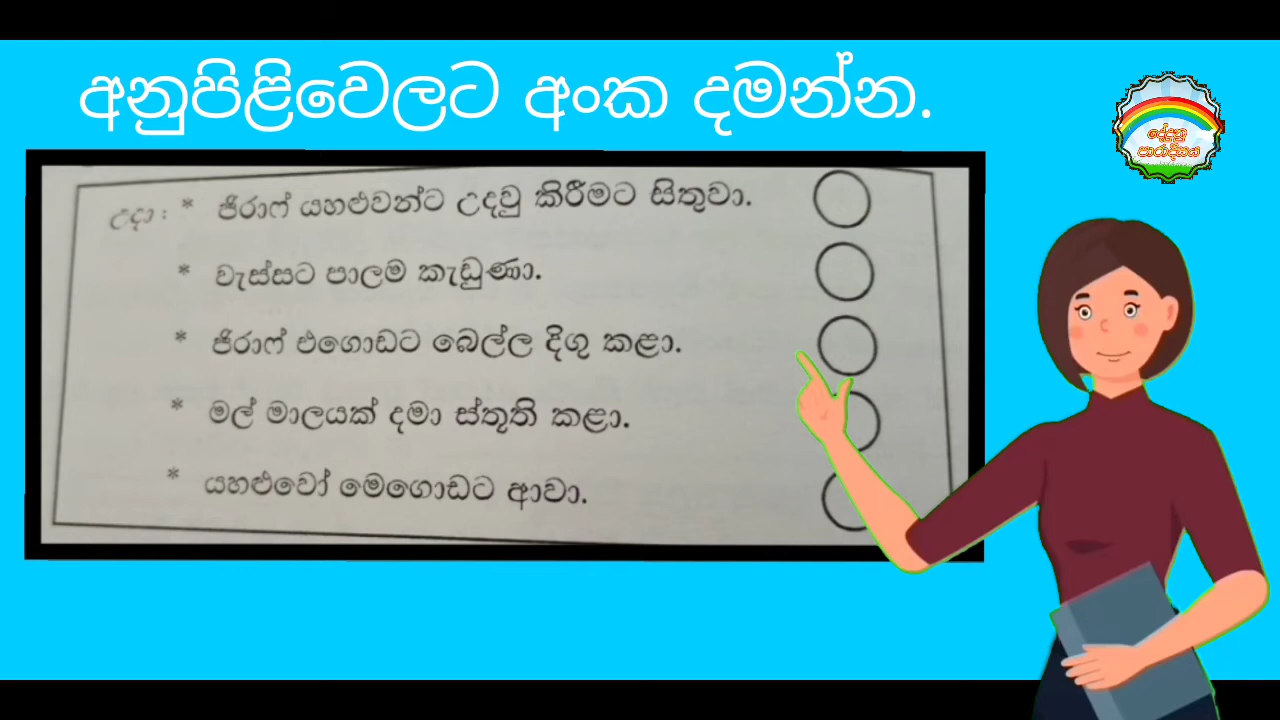 අනුපිළිවෙලට අංක දමන්න.
දේදුනු
පාරාදීසය
උදා : * ජිරාෆ් යහළුවන්ට උදවු කිරීමට සිතුවා.
* වැස්සට පාලම කැඩුණා.
* ජිරාෆ් එගොඩට බෙල්ල දිගු කළා.
* මල් මාලයක් දමා ස්තූති කළා.
* යහළුවෝ මෙගොඩට ආවා.